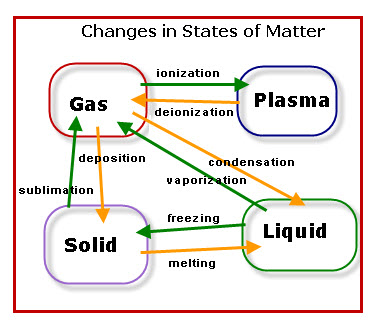 Changes in States of Matter
ionization
Gas
Plasma
deionization
deposition
condensation
vaporization
sublimation
freezing
Solid
Liquid
melting